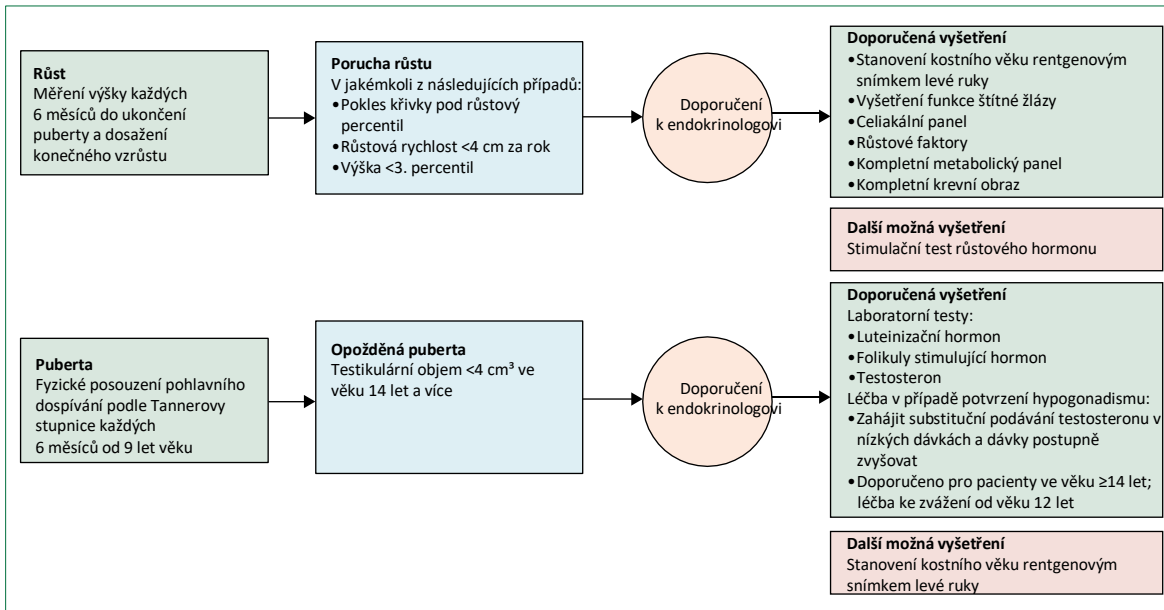 Růst
Měření výšky každých
6 měsíců do ukončení
puberty a dosažení
konečného vzrůstu
Porucha růstu
V jakémkoli z následujících případů:
•Pokles křivky pod růstový
percentil
•Růstová rychlost <4 cm za rok
•Výška <3. percentil
Doporučení
k endokrinologovi
Doporučená vyšetření
•Stanovení kostního věku rentgenovým
snímkem levé ruky
•Vyšetření funkce štítné žlázy
•Celiakální panel
•Růstové faktory
•Kompletní metabolický panel
•Kompletní krevní obraz
Další možná vyšetření
Stimulační test růstového hormonu
Puberta
Fyzické posouzení pohlavního
dospívání podle Tannerovy
stupnice každých
6 měsíců od 9 let věku
Opožděná puberta
Testikulární objem <4 cm³ ve
věku 14 let a více
Doporučení
k endokrinologovi
Doporučená vyšetření
Laboratorní testy:
•Luteinizační hormon
•Folikuly stimulující hormon
•Testosteron
Léčba v případě potvrzení hypogonadismu:
•Zahájit substituční podávání testosteronu v
nízkých dávkách a dávky postupně
zvyšovat
•Doporučeno pro pacienty ve věku ≥14 let;
léčba ke zvážení od věku 12 let
Další možná vyšetření
Stanovení kostního věku rentgenovým
snímkem levé ruky